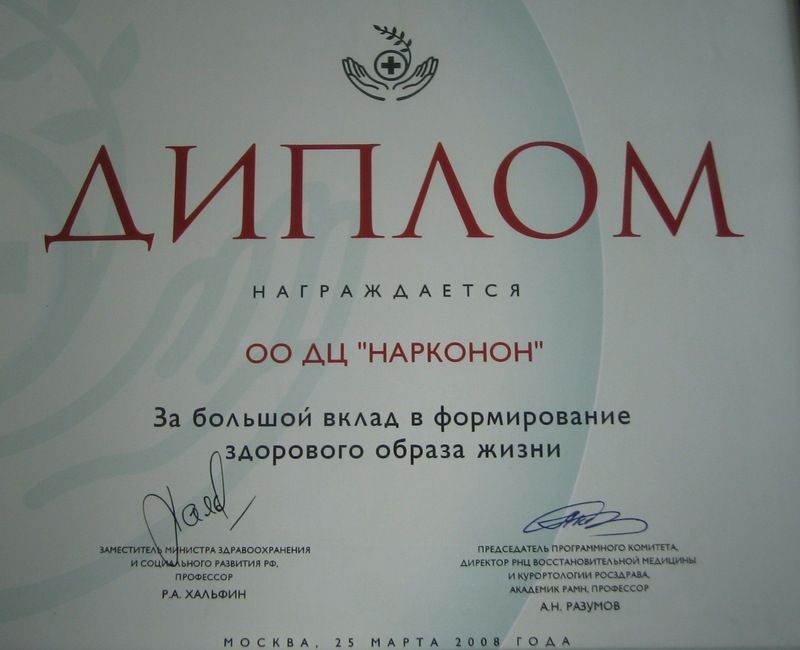 ДИПЛОМ
НАГРАЖДАЕТСЯ
ОО ДЦ "НАРКОНОН"
За большой вклад в формирование
здорового образа жизни
ЗАМЕСТИТЕЛЬ МИНИСТРА ЗДРАВООХРАНЕНИЯ
И СОЦИАЛЬНОГО РАЗВИТИЯ РФ,
ПРОФЕССОР
Р.А. ХАЛЬФИН
ПРЕДСЕДАТЕЛЬ ПРОГРАММНОГО КОМИТЕТА,
ДИРЕКТОР РНЦ ВОССТАНОВИТЕЛЬНОЙ МЕДИЦИНЫ
И КУРОРТОЛОГИИ РОСЗДРАВА,
АКАДЕМИК РАМН, ПРОФЕССОР
А.Н. РАЗУМОВ
МОСКВА, 25 МАРТА 2008 ГОДА